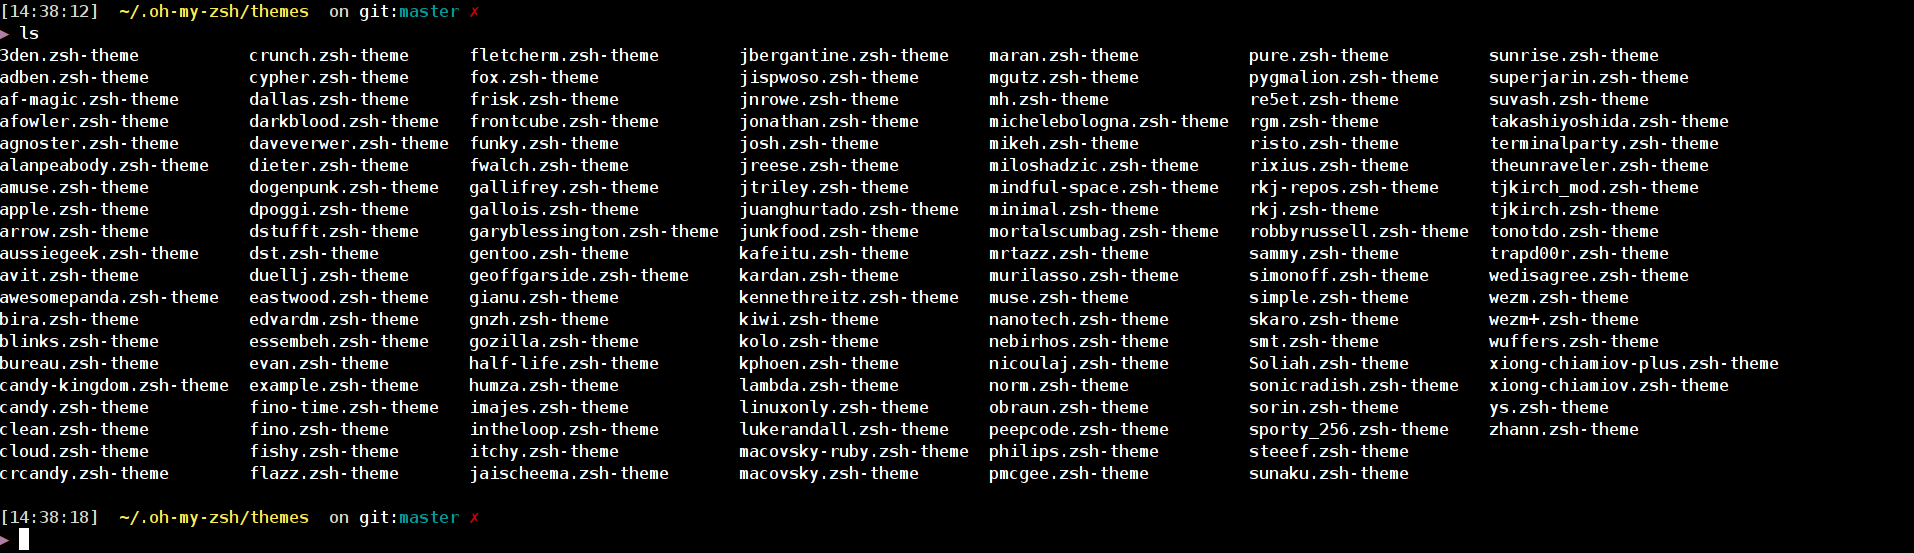 [14:38:12]  ~/.oh-my-zsh/themes  on git:master ✗
▶ ls
3den.zsh-theme           crunch.zsh-theme      fletcherm.zsh-theme        jbergantine.zsh-theme    maran.zsh-theme           pure.zsh-theme          sunrise.zsh-theme
adben.zsh-theme          cypher.zsh-theme      fox.zsh-theme              jispwoso.zsh-theme       mgutz.zsh-theme           pygmalion.zsh-theme     superjarin.zsh-theme
af-magic.zsh-theme       dallas.zsh-theme      frisk.zsh-theme            jnrowe.zsh-theme         mh.zsh-theme              re5et.zsh-theme         suvash.zsh-theme
afowler.zsh-theme        darkblood.zsh-theme   frontcube.zsh-theme        jonathan.zsh-theme       michelebologna.zsh-theme  rgm.zsh-theme           takashiyoshida.zsh-theme
agnoster.zsh-theme       daveverwer.zsh-theme  funky.zsh-theme            josh.zsh-theme           mikeh.zsh-theme           risto.zsh-theme         terminalparty.zsh-theme
alanpeabody.zsh-theme    dieter.zsh-theme      fwalch.zsh-theme           jreese.zsh-theme         miloshadzic.zsh-theme     rixius.zsh-theme        theunraveler.zsh-theme
amuse.zsh-theme          dogenpunk.zsh-theme   gallifrey.zsh-theme        jtriley.zsh-theme        mindful-space.zsh-theme   rkj-repos.zsh-theme     tjkirch_mod.zsh-theme
apple.zsh-theme          dpoggi.zsh-theme      gallois.zsh-theme          juanghurtado.zsh-theme   minimal.zsh-theme         rkj.zsh-theme           tjkirch.zsh-theme
arrow.zsh-theme          dstufft.zsh-theme     garyblessington.zsh-theme  junkfood.zsh-theme       mortalscumbag.zsh-theme   robbyrussell.zsh-theme  tonotdo.zsh-theme
aussiegeek.zsh-theme     dst.zsh-theme         gentoo.zsh-theme           kafeitu.zsh-theme        mrtazz.zsh-theme          sammy.zsh-theme         trapd00r.zsh-theme
avit.zsh-theme           duellj.zsh-theme      geoffgarside.zsh-theme     kardan.zsh-theme         murilasso.zsh-theme       simonoff.zsh-theme      wedisagree.zsh-theme
awesomepanda.zsh-theme   eastwood.zsh-theme    gianu.zsh-theme            kennethreitz.zsh-theme   muse.zsh-theme            simple.zsh-theme        wezm.zsh-theme
bira.zsh-theme           edvardm.zsh-theme     gnzh.zsh-theme             kiwi.zsh-theme           nanotech.zsh-theme        skaro.zsh-theme         wezm+.zsh-theme
blinks.zsh-theme         essembeh.zsh-theme    gozilla.zsh-theme          kolo.zsh-theme           nebirhos.zsh-theme        smt.zsh-theme           wuffers.zsh-theme
bureau.zsh-theme         evan.zsh-theme        half-life.zsh-theme        kphoen.zsh-theme         nicoulaj.zsh-theme        Soliah.zsh-theme        xiong-chiamiov-plus.zsh-theme
candy-kingdom.zsh-theme  example.zsh-theme     humza.zsh-theme            lambda.zsh-theme         norm.zsh-theme            sonicradish.zsh-theme   xiong-chiamiov.zsh-theme
candy.zsh-theme          fino-time.zsh-theme   imajes.zsh-theme           linuxonly.zsh-theme      obraun.zsh-theme          sorin.zsh-theme         ys.zsh-theme
clean.zsh-theme          fino.zsh-theme        intheloop.zsh-theme        lukerandall.zsh-theme    peepcode.zsh-theme        sporty_256.zsh-theme    zhann.zsh-theme
cloud.zsh-theme          fishy.zsh-theme       itchy.zsh-theme            macovsky-ruby.zsh-theme  philips.zsh-theme         steeef.zsh-theme
crcandy.zsh-theme        flazz.zsh-theme       jaischeema.zsh-theme       macovsky.zsh-theme       pmcgee.zsh-theme          sunaku.zsh-theme
[14:38:18]  ~/.oh-my-zsh/themes  on git:master ✗
▶